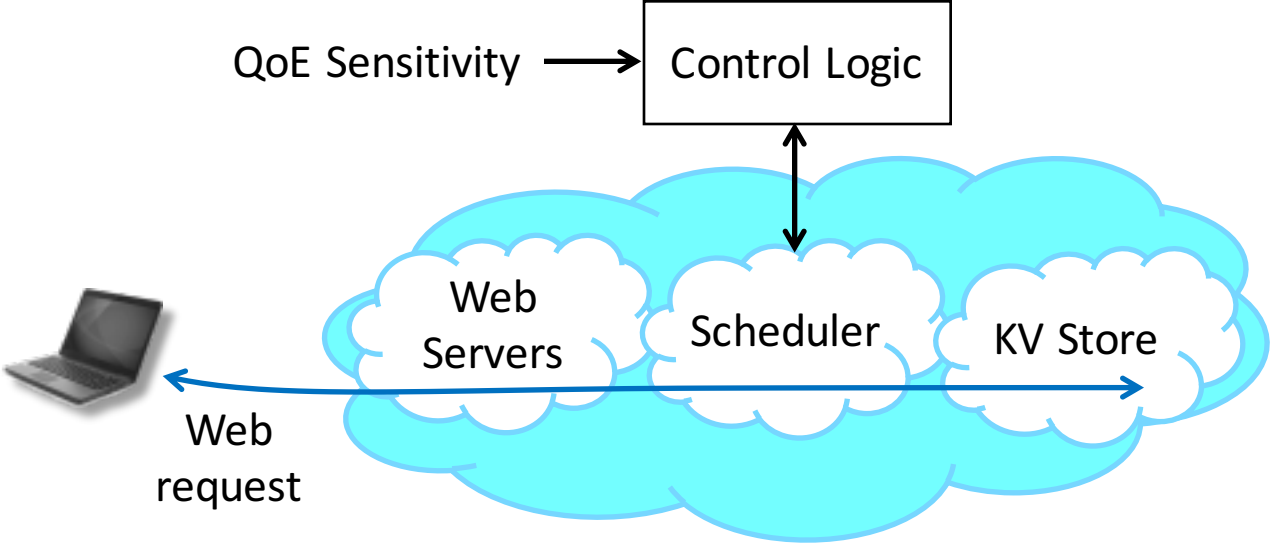 QoE Sensitivity
Control Logic
Web
Servers
Scheduler
KV Store
Web
request